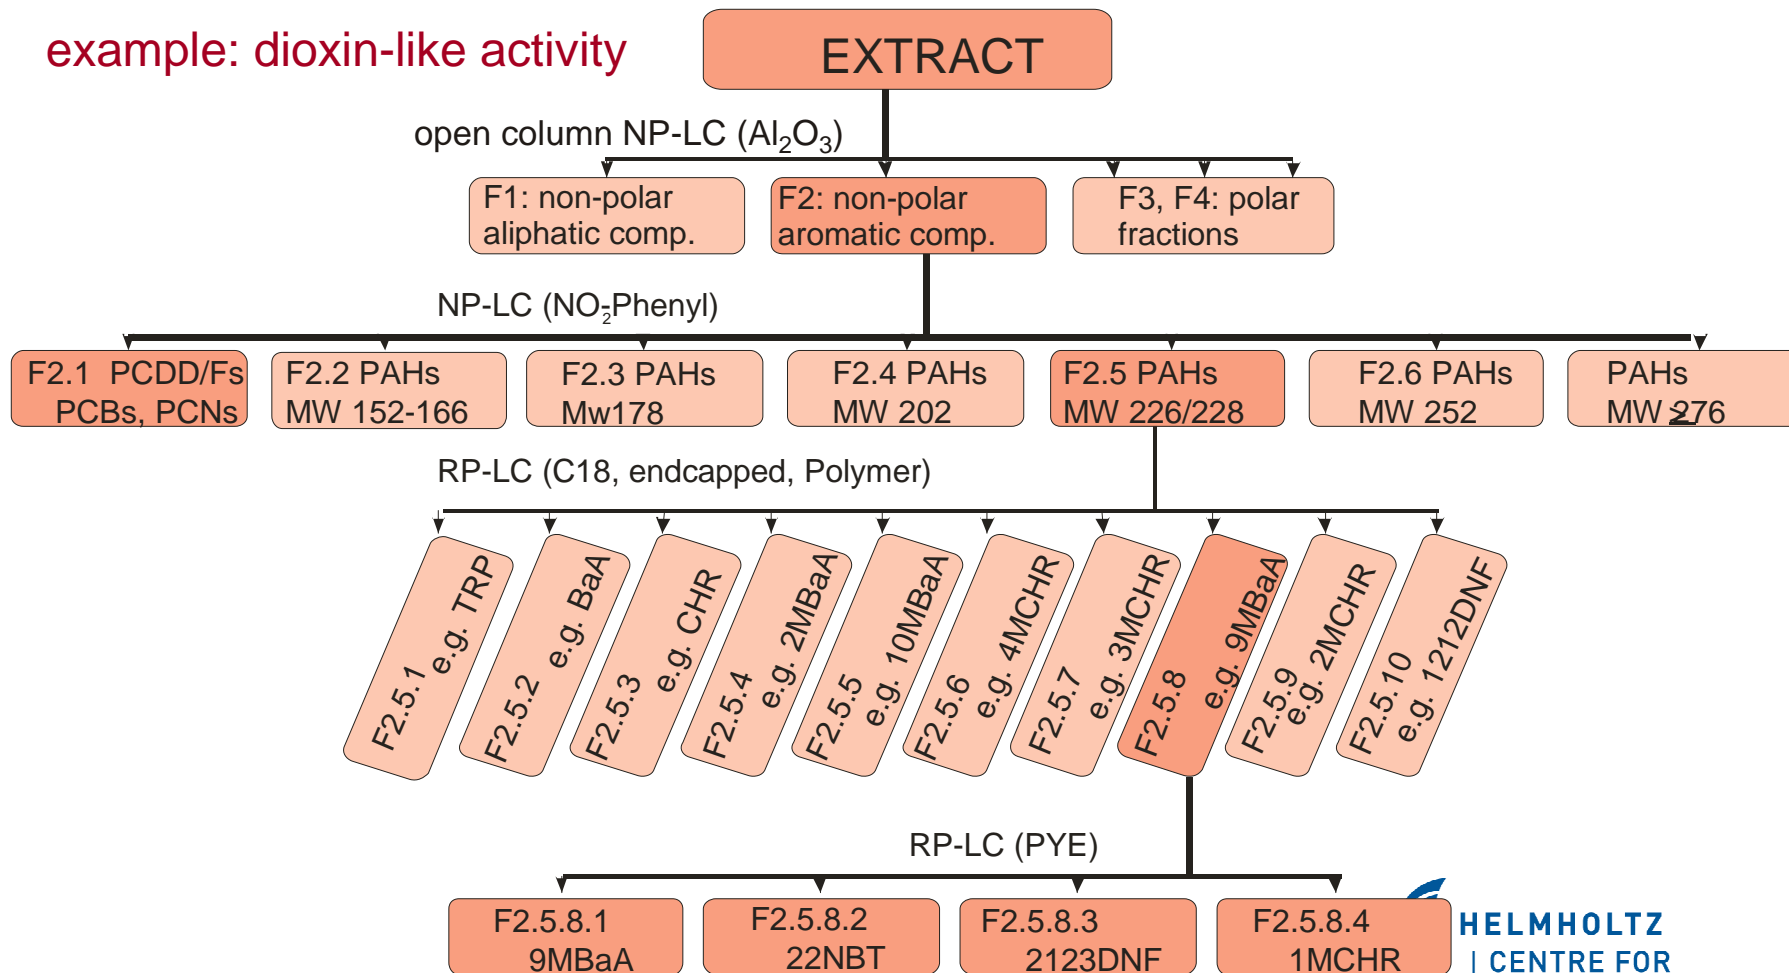 example: dioxin-like activity
EXTRACT
open column NP-LC (Al₂O₃)
F1: non-polar
aliphatic comp.
F2: non-polar
aromatic comp.
F3, F4: polar
fractions
NP-LC (NO₂-Phenyl)
F2.1 PCDD/Fs
PCBs, PCNs
F2.2 PAHs
MW 152-166
F2.3 PAHs
Mw178
F2.4 PAHs
MW 202
F2.5 PAHs
MW 226/228
F2.6 PAHs
MW 252
PAHs
MW ≥276
RP-LC (C18, endcapped, Polymer)
F2.5.1
e.g. TRP
F2.5.2
e.g. BaA
F2.5.3
e.g. CHR
F2.5.4
e.g. 2MBaA
F2.5.5
e.g. 10MBaA
F2.5.6
e.g. 4MCHR
F2.5.7
e.g. 3MCHR
F2.5.8
e.g. 9MBaA
F2.5.9
e.g. 2MCHR
F2.5.10
e.g. 1212DNF
RP-LC (PYE)
F2.5.8.1
9MBaA
F2.5.8.2
22NBT
F2.5.8.3
2123DNF
F2.5.8.4
1MCHR
HELMHOLTZ
| CENTRE FOR